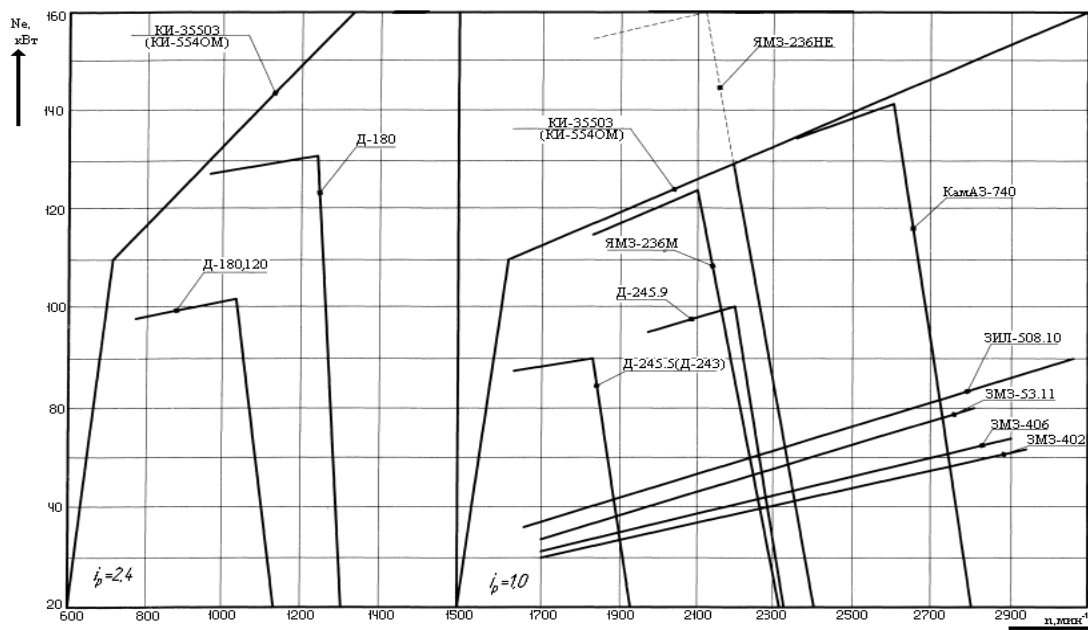 Ne,
кВт
160
140
120
100
80
40
20
КИ-35503
(КИ-554ОМ)
Д-180
Д-180,120
ЯМЗ-236НЕ
КИ-35503
(КИ-554ОМ)
КамАЗ-740
ЯМЗ-236М
Д-245.9
Д-245.5(Д-243)
ЗИЛ-508.10
ЗМЗ-53.11
ЗМЗ-406
ЗМЗ-402
iр=2,4
iр=1,0
600 800 1000 1200 1400 1500 1700 1900 2100 2300 2500 2700 2900 n,мин-1